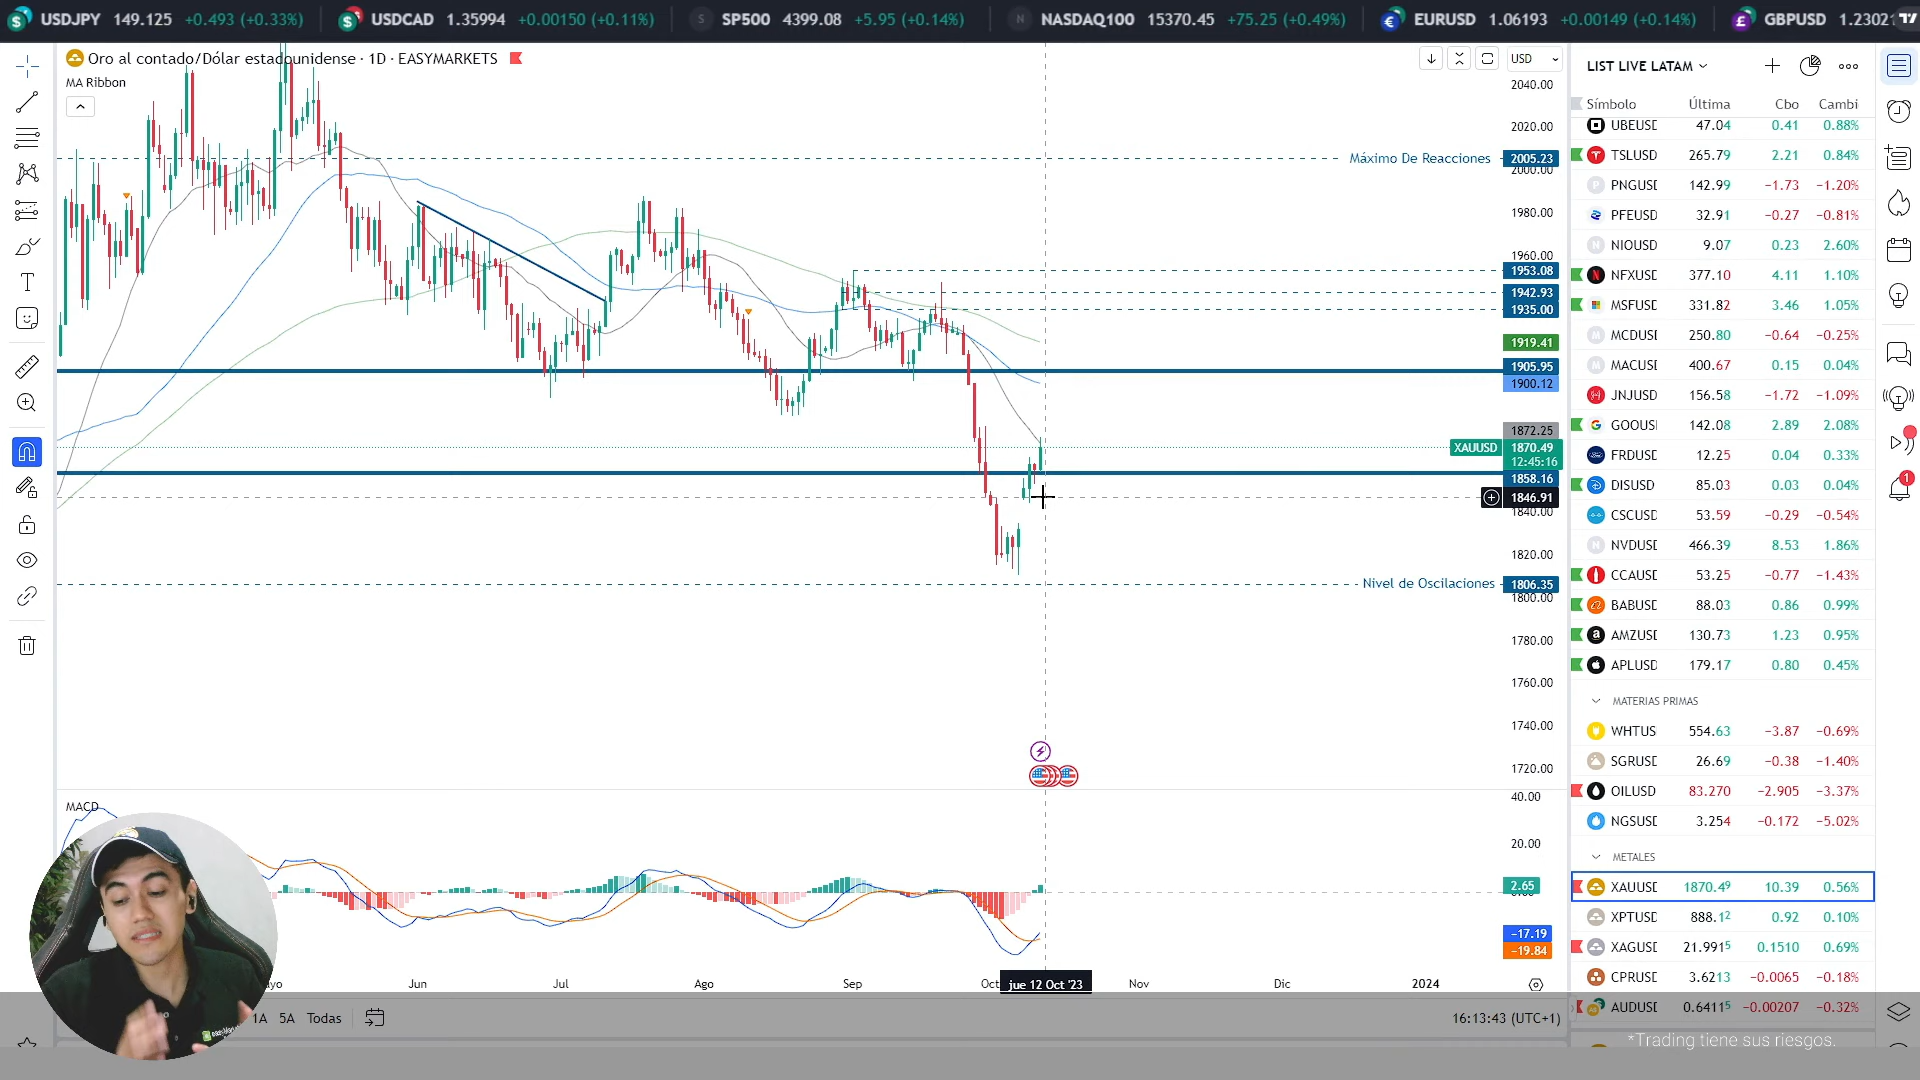 USDJPY 149.125 +0.493 (+0.33%) USDCAD 1.35994 +0.00150 (+0.11%) SP500 4399.08 +5.95 (+0.14%) NASDAQ100 15370.45 +75.25 (+0.49%) EURUSD 1.06193 +0.00149 (+0.14%) GBPUSD
Oro al contado/Dólar estadounidense · 1D · EASYMARKETS
MA Ribbon
USD
2040.00
2020.00
Máximo De Reacciones 2005.23
2000.00
1980.00
1960.00
1953.08
1942.93
1935.00
1919.41
1905.95
1900.12
1872.25
XAUUSD 1870.49
12:45:16
1858.16
1846.91
1840.00
1820.00
Nivel de Oscilaciones 1806.35
1800.00
1780.00
1760.00
1740.00
1720.00
MACD
40.00
20.00
2.65
−17.19
−19.84
Jun Jul Ago Sep Oct jue 12 Oct '23 Nov Dic 2024
1A 5A Todas
16:13:43 (UTC+1)
LIST LIVE LATAM
Símbolo Última Cbo Cambi
UBEUSD 47.04 0.41 0.88%
TSLUSD 265.79 2.21 0.84%
PNGUSD 142.99 −1.73 −1.20%
PFEUSD 32.91 −0.27 −0.81%
NIOUSD 9.07 0.23 2.60%
NFXUSD 377.10 4.11 1.10%
MSFUSD 331.82 3.46 1.05%
MCDUSD 250.80 −0.64 −0.25%
MACUSD 400.67 0.15 0.04%
JNJUSD 156.58 −1.72 −1.09%
GOOUSD 142.08 2.89 2.08%
FRDUSD 12.25 0.04 0.33%
DISUSD 85.03 0.03 0.04%
CSCUSD 53.59 −0.29 −0.54%
NVDUSD 466.39 8.53 1.86%
CCAUSD 53.25 −0.77 −1.43%
BABUSD 88.03 0.86 0.99%
AMZUSD 130.73 1.23 0.95%
APLUSD 179.17 0.80 0.45%
MATERIAS PRIMAS
WHTUS 554.63 −3.87 −0.69%
SGRUSD 26.69 −0.38 −1.40%
OILUSD 83.270 −2.905 −3.37%
NGSUSD 3.254 −0.172 −5.02%
METALES
XAUUSD 1870.49 10.39 0.56%
XPTUSD 888.12 0.92 0.10%
XAGUSD 21.9915 0.1510 0.69%
CPRUSD 3.6213 −0.0065 −0.18%
AUDUSD 0.64115 −0.00207 −0.32%
1
*Trading tiene sus riesgos.